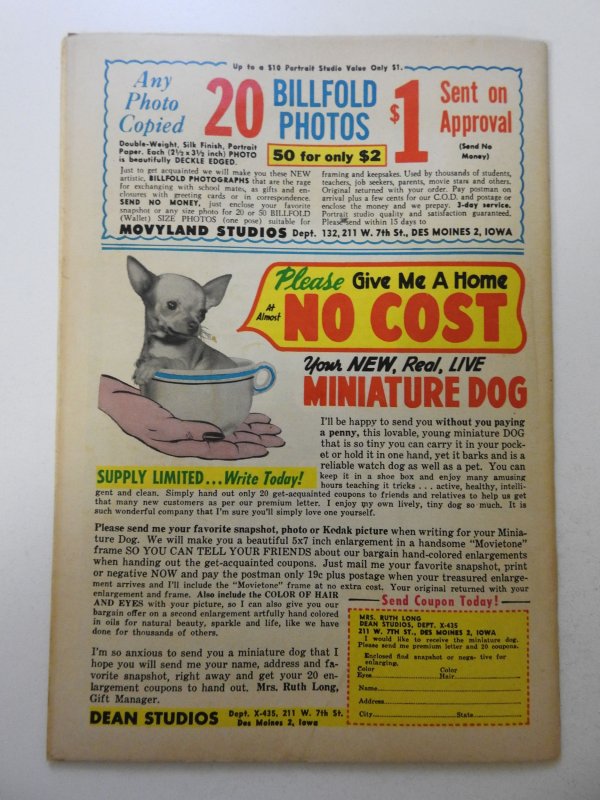 Up to a $10 Portrait Studio Value Only $1.
Any
Photo
Copied
20 BILLFOLD
PHOTOS
$1
Sent on
Approval
(Send No
Money)
50 for only $2
Double-Weight, Silk Finish, Portrait
Paper. Each (2½ x 3½ inch) PHOTO
is beautifully DECKLE EDGED.
Just to get acquainted we will make you these NEW
artistic, BILLFOLD PHOTOGRAPHS that are the rage
for exchanging with school mates, as gifts and en-
closures with greeting cards or in correspondence.
SEND NO MONEY, just enclose your favorite
snapshot or any size photo for 20 or 50 BILLFOLD
(Wallet) SIZE PHOTOS (one pose) suitable for
framing and keepsakes. Used by thousands of students,
teachers, job seekers, parents, movie stars and others.
Original returned with your order. Pay postman on
arrival plus a few cents for our C.O.D. and postage or
enclose the money and we prepay. 3-day service.
Portrait studio quality and satisfaction guaranteed.
Please send within 15 days to
MOVYLAND STUDIOS Dept. 132, 211 W. 7th St., DES MOINES 2, IOWA
Please Give Me A Home
At
Almost
NO COST
Your NEW, Real, LIVE
MINIATURE DOG
I'll be happy to send you without you paying
a penny, this lovable, young miniature DOG
that is so tiny you can carry it in your pock-
et or hold it in one hand, yet it barks and is a
reliable watch dog as well as a pet. You can
SUPPLY LIMITED...Write Today!
keep it in a shoe box and enjoy many amusing
hours teaching it tricks . . . active, healthy, intelli-
gent and clean. Simply hand out only 20 get-acquainted coupons to friends and relatives to help us get
that many new customers as per our premium letter. I enjoy my own lively, tiny dog so much. It is
such wonderful company that I'm sure you'll simply love one yourself.
Please send me your favorite snapshot, photo or Kodak picture when writing for your Minia-
ture Dog. We will make you a beautiful 5x7 inch enlargement in a handsome "Movietone"
frame SO YOU CAN TELL YOUR FRIENDS about our bargain hand-colored enlargements
when handing out the get-acquainted coupons. Just mail me your favorite snapshot, print
or negative NOW and pay the postman only 19c plus postage when your treasured enlarge-
ment arrives and I'll include the "Movietone" frame at no extra cost. Your original returned with your
enlargement and frame. Also include the COLOR OF HAIR
AND EYES with your picture, so I can also give you our
bargain offer on a second enlargement artfully hand colored
in oils for natural beauty, sparkle and life, like we have
done for thousands of others.
I'm so anxious to send you a miniature dog that I
hope you will send me your name, address and fa-
vorite snapshot, right away and get your 20 en-
largement coupons to hand out. Mrs. Ruth Long,
Gift Manager.
DEAN STUDIOS Dept. X-435, 211 W. 7th St.
Des Moines 2, Iowa
Send Coupon Today!
MRS. RUTH LONG
DEAN STUDIOS, DEPT. X-435
211 W. 7TH ST., DES MOINES 2, IOWA
I would like to receive the miniature dog.
Please send me premium letter and 20 coupons.
Enclosed find snapshot or nega- tive for
enlarging.
Color Color
Eyes Hair
Name
Address
City State